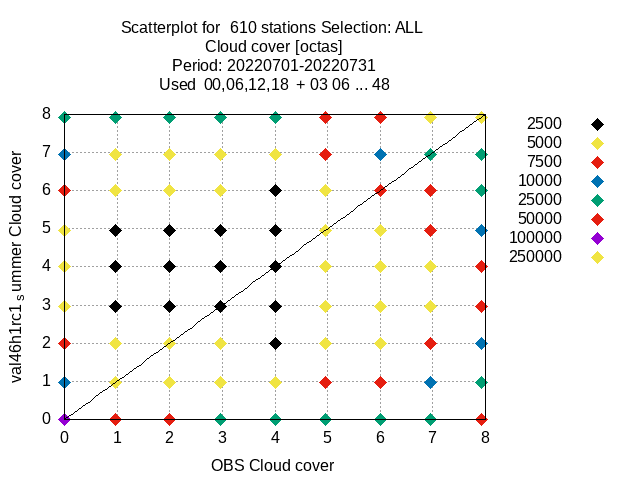 Scatterplot for  610 stations Selection: ALL
Cloud cover [octas]
Period: 20220701-20220731
Used  00,06,12,18  + 03 06 ... 48
8
7
6
5
4
3
2
1
0
0 1 2 3 4 5 6 7 8
val46h1rc1 s ummer Cloud cover
OBS Cloud cover
2500
5000
7500
10000
25000
50000
100000
250000